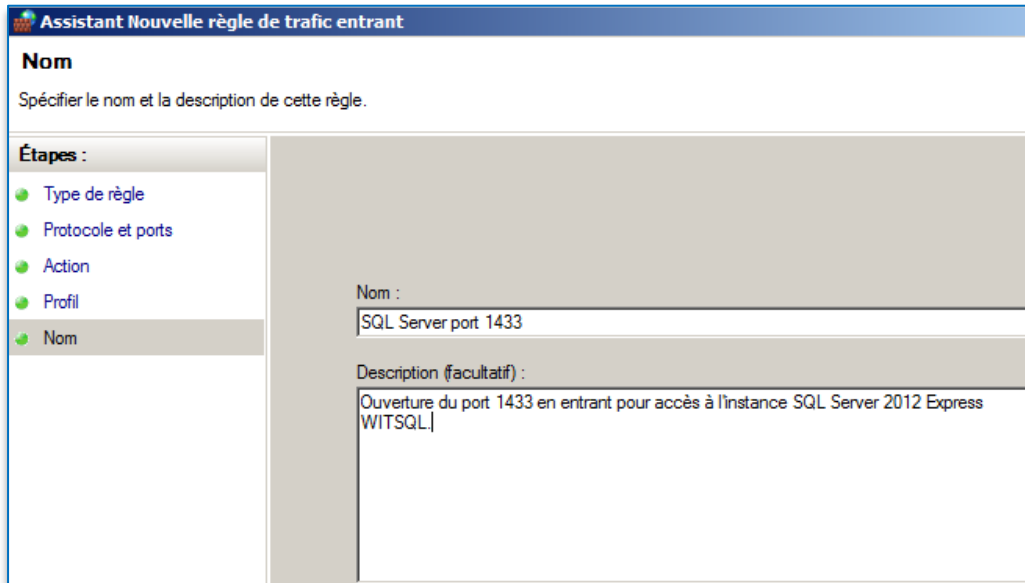 Assistant Nouvelle règle de trafic entrant
Nom
Spécifier le nom et la description de cette règle.
Étapes :
Type de règle
Protocole et ports
Action
Profil
Nom
Nom :
SQL Server port 1433
Description (facultatif) :
Ouverture du port 1433 en entrant pour accès à l'instance SQL Server 2012 Express
WITSQL.